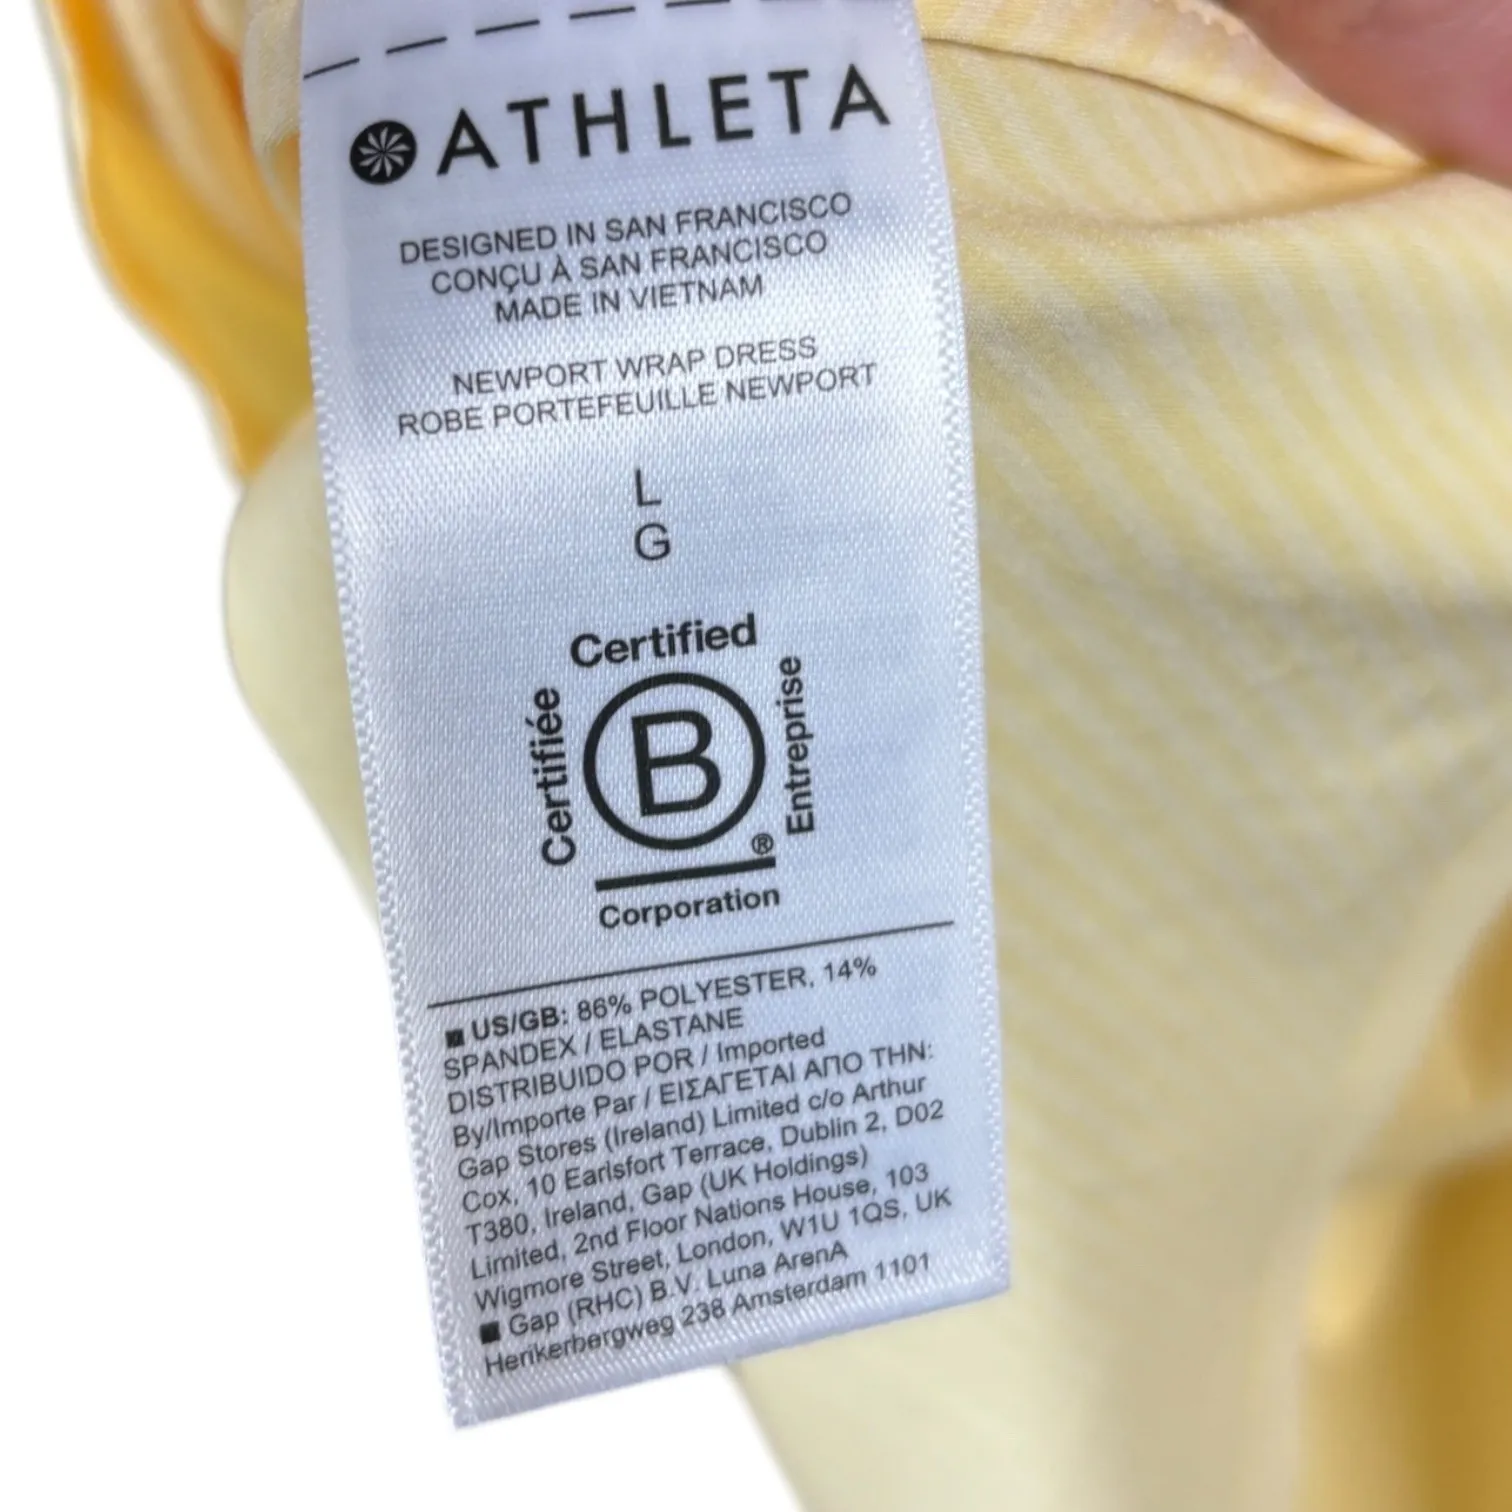 ATHLETA
DESIGNED IN SAN FRANCISCO
CONÇU À SAN FRANCISCO
MADE IN VIETNAM
NEWPORT WRAP DRESS
ROBE PORTEFEUILLE NEWPORT
L
G
Certified
Certifiée
B
®
Entreprise
Corporation
■ US/GB: 86% POLYESTER, 14%
SPANDEX / ELASTANE
DISTRIBUIDO POR / Imported
By/Importe Par / ΕΙΣΑΓΕΤΑΙ ΑΠΟ ΤΗΝ:
Gap Stores (Ireland) Limited c/o Arthur
Cox, 10 Earlsfort Terrace, Dublin 2, D02
T380, Ireland, Gap (UK Holdings)
Limited, 2nd Floor Nations House, 103
Wigmore Street, London, W1U 1QS, UK
■ Gap (RHC) B.V. Luna ArenA
Herikerbergweg 238 Amsterdam 1101